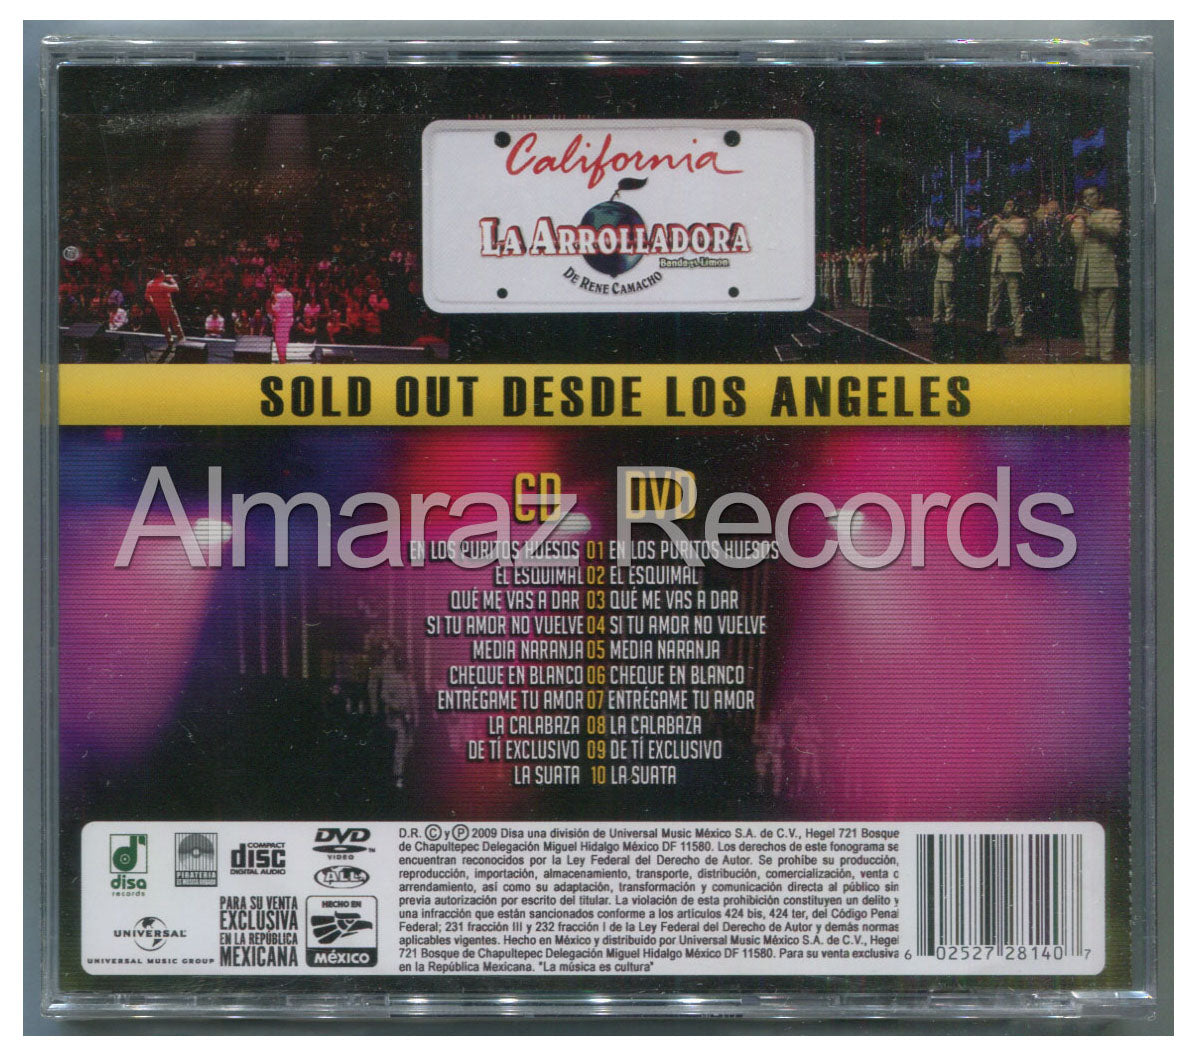 California
LA ARROLLADORA
Banda el Limon
DE RENE CAMACHO
SOLD OUT DESDE LOS ANGELES
Almaraz Records
CD DVD
EN LOS PURITOS HUESOS 01 EN LOS PURITOS HUESOS
EL ESQUIMAL 02 EL ESQUIMAL
QUÉ ME VAS A DAR 03 QUÉ ME VAS A DAR
SI TU AMOR NO VUELVE 04 SI TU AMOR NO VUELVE
MEDIA NARANJA 05 MEDIA NARANJA
CHEQUE EN BLANCO 06 CHEQUE EN BLANCO
ENTRÉGAME TU AMOR 07 ENTRÉGAME TU AMOR
LA CALABAZA 08 LA CALABAZA
DE TÍ EXCLUSIVO 09 DE TÍ EXCLUSIVO
LA SUATA 10 LA SUATA
disa
records
PIRATERIA
COMPACT
disc
DIGITAL AUDIO
DVD
VIDEO
ALL
UNIVERSAL
UNIVERSAL MUSIC GROUP
PARA SU VENTA
EXCLUSIVA
EN LA REPÚBLICA
MEXICANA
HECHO EN
MÉXICO
D.R. Ⓒ y Ⓟ 2009 Disa una división de Universal Music México S.A. de C.V., Hegel 721 Bosque
de Chapultepec Delegación Miguel Hidalgo México DF 11580. Los derechos de este fonograma se
encuentran reconocidos por la Ley Federal del Derecho de Autor. Se prohíbe su producción,
reproducción, importación, almacenamiento, transporte, distribución, comercialización, venta o
arrendamiento, así como su adaptación, transformación y comunicación directa al público sin
previa autorización por escrito del titular. La violación de esta prohibición constituyen un delito y
una infracción que están sancionados conforme a los artículos 424 bis, 424 ter, del Código Penal
Federal; 231 fracción III y 232 fracción I de la Ley Federal del Derecho de Autor y demás normas
aplicables vigentes. Hecho en México y distribuido por Universal Music México S.A. de C.V., Hegel
721 Bosque de Chapultepec Delegación Miguel Hidalgo México DF 11580. Para su venta exclusiva
en la República Mexicana. "La música es cultura"
6 02527 28140 7